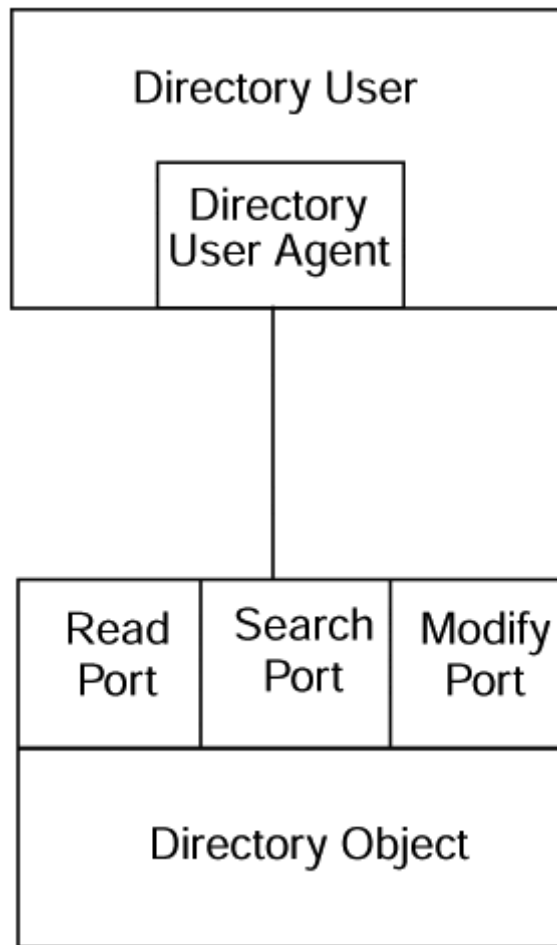 Directory User
Directory
User Agent
Read
Port
Search
Port
Modify
Port
Directory Object